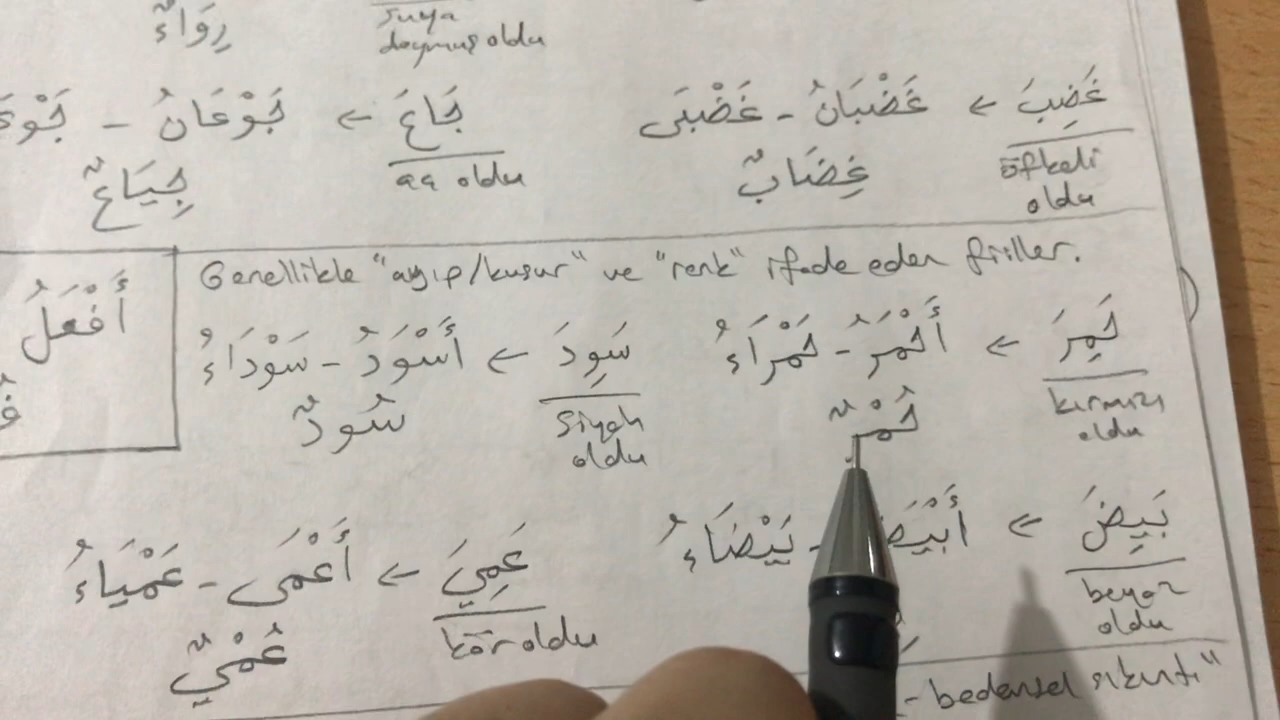 suya
رِوَاءٌ
doymuş oldu
غَضِبَ ← غَضْبَانُ - غَضْبَى
جَاعَ ← جَوْعَانُ -
öfkeli
oldu
غِضَابٌ
aç oldu
جِيَاعٌ
Genellikle "ayıp/kusur" ve "renk" ifade eden fiiller.
أَفْعَلُ
حَمِرَ ← أَحْمَرُ - حَمْرَاءُ
سَوِدَ ← أَسْوَدُ - سَوْدَاءُ
kırmızı
oldu
حُمْرٌ
siyah
oldu
سُودٌ
بَيِضَ ← - بَيْضَاءُ
عَمِيَ ← أَعْمَى - عَمْيَاءُ
beyaz
oldu
kör oldu
عُمْيٌ
- bedensel sıkıntı"